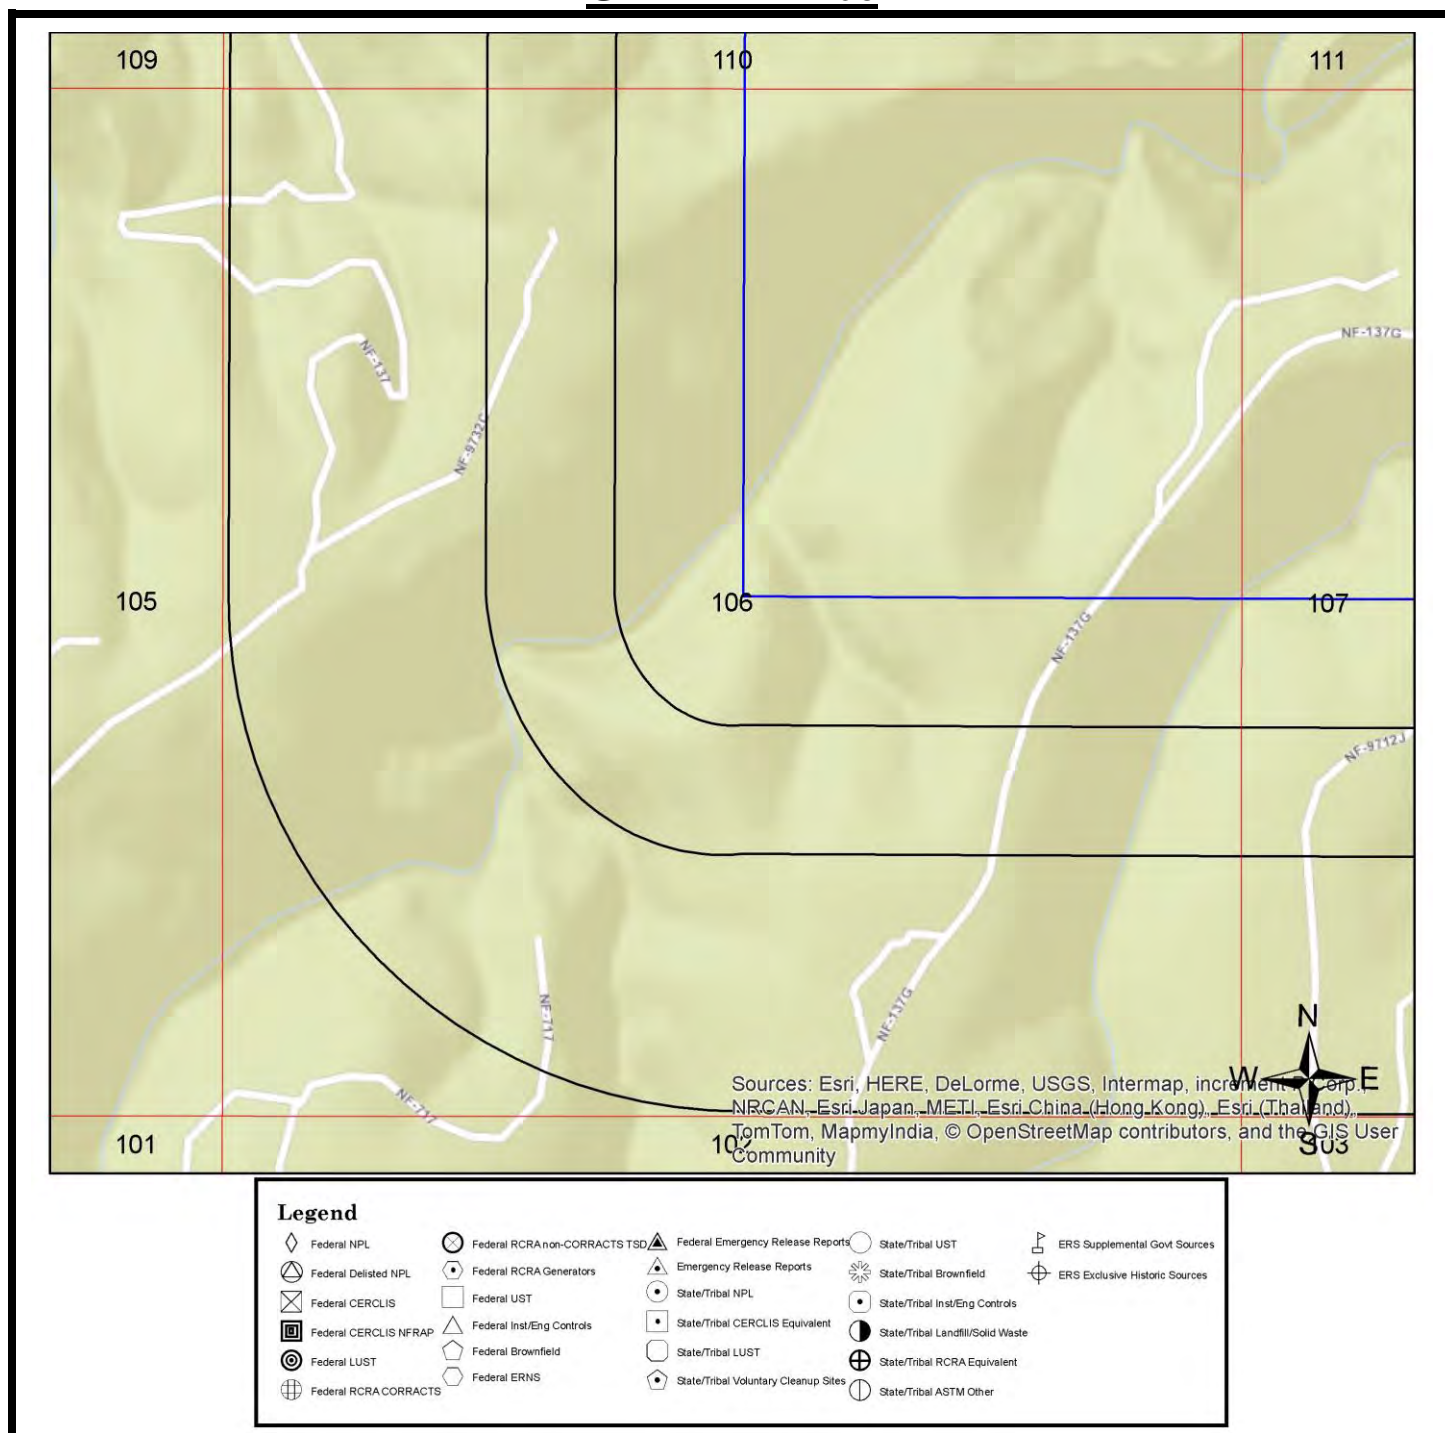 109
110
111
NF-137
NF-9732C
NF-137G
105
106
107
NF-137G
NF-9712J
NF-717
NF-137G
NF-717
N
W
E
S
Sources: Esri, HERE, DeLorme, USGS, Intermap, increment P Corp.,
NRCAN, Esri Japan, METI, Esri China (Hong Kong), Esri (Thailand),
TomTom, MapmyIndia, © OpenStreetMap contributors, and the GIS User
Community
101
102
03
Legend
Federal NPL
Federal Delisted NPL
Federal CERCLIS
Federal CERCLIS NFRAP
Federal LUST
Federal RCRA CORRACTS
Federal RCRA non-CORRACTS TSD
Federal RCRA Generators
Federal UST
Federal Inst/Eng Controls
Federal Brownfield
Federal ERNS
Federal Emergency Release Reports
Emergency Release Reports
State/Tribal NPL
State/Tribal CERCLIS Equivalent
State/Tribal LUST
State/Tribal Voluntary Cleanup Sites
State/Tribal UST
State/Tribal Brownfield
State/Tribal Inst/Eng Controls
State/Tribal Landfill/Solid Waste
State/Tribal RCRA Equivalent
State/Tribal ASTM Other
ERS Supplemental Govt Sources
ERS Exclusive Historic Sources